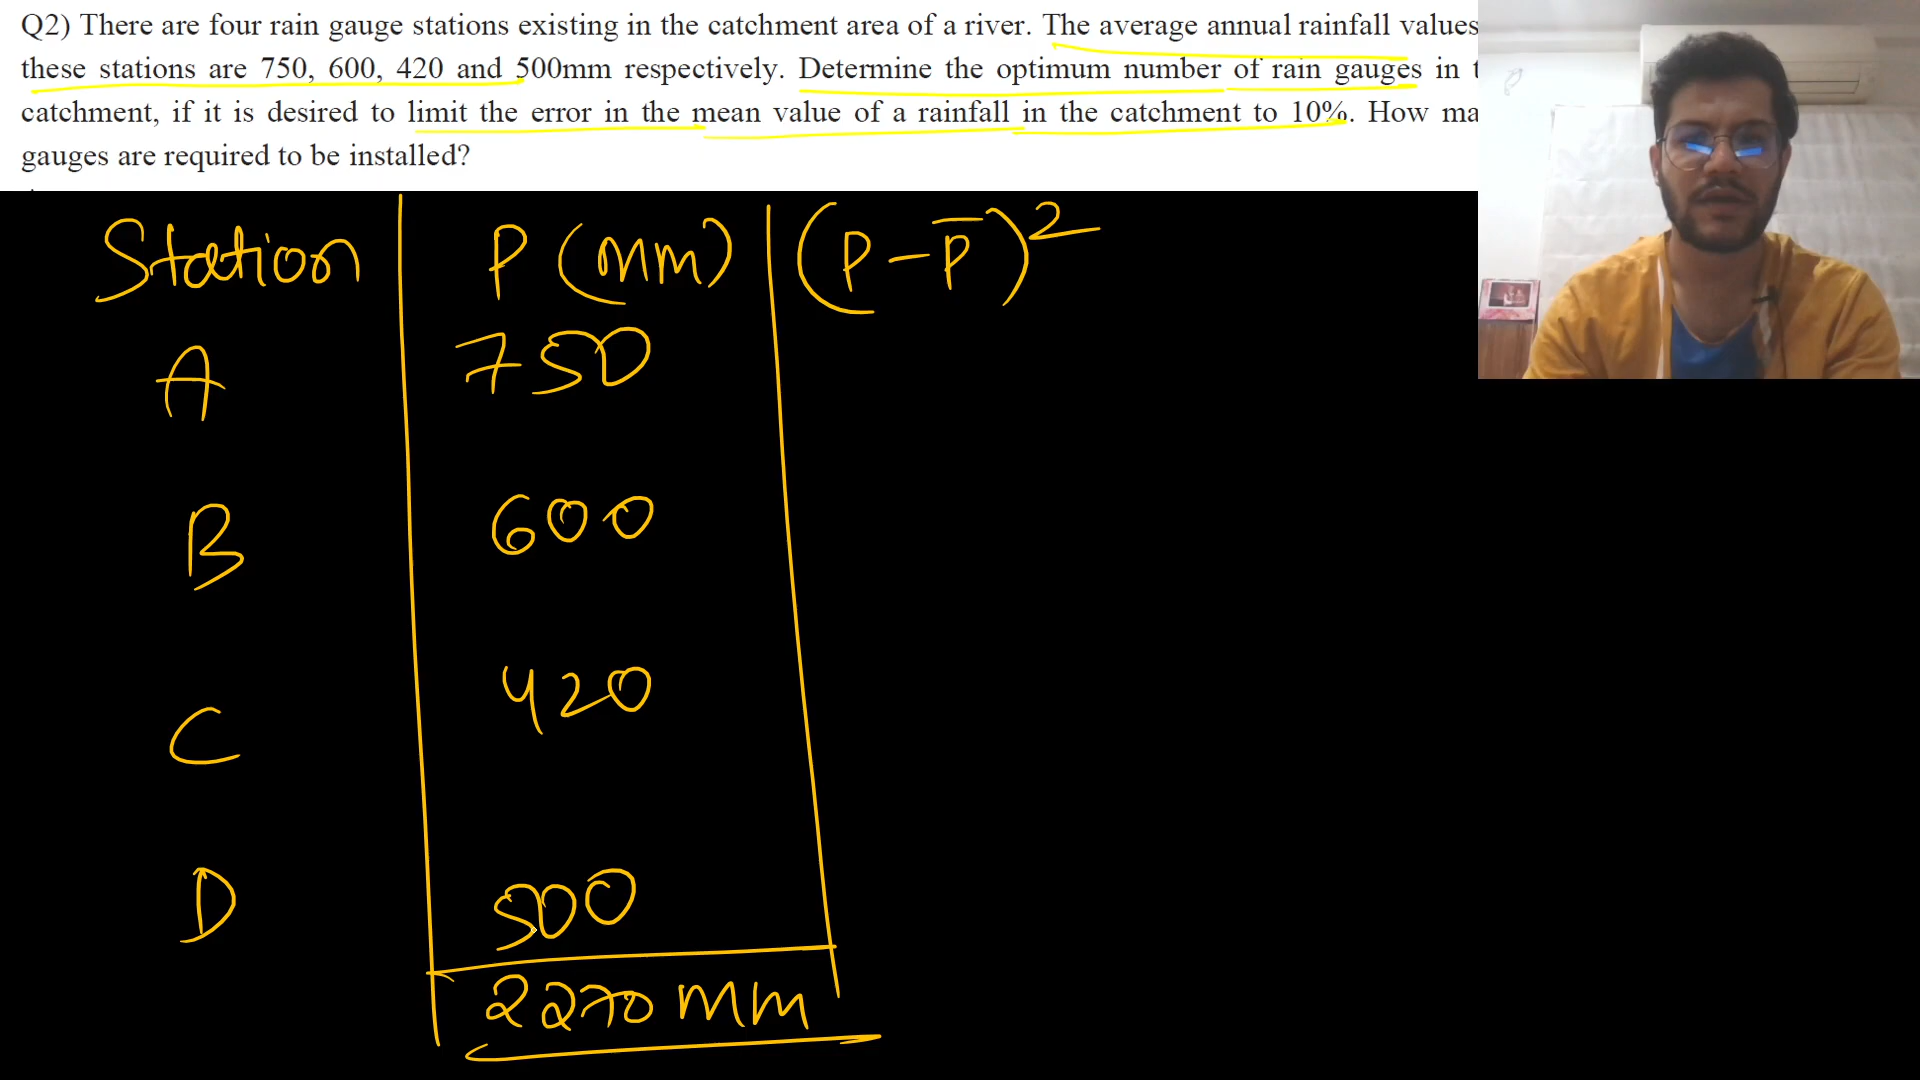 Q2) There are four rain gauge stations existing in the catchment area of a river. The average annual rainfall values
these stations are 750, 600, 420 and 500mm respectively. Determine the optimum number of rain gauges in t
catchment, if it is desired to limit the error in the mean value of a rainfall in the catchment to 10%. How ma
gauges are required to be installed?
Station P (mm) (P-P̅)²
A 750
B 600
C 420
D 500
2270 mm